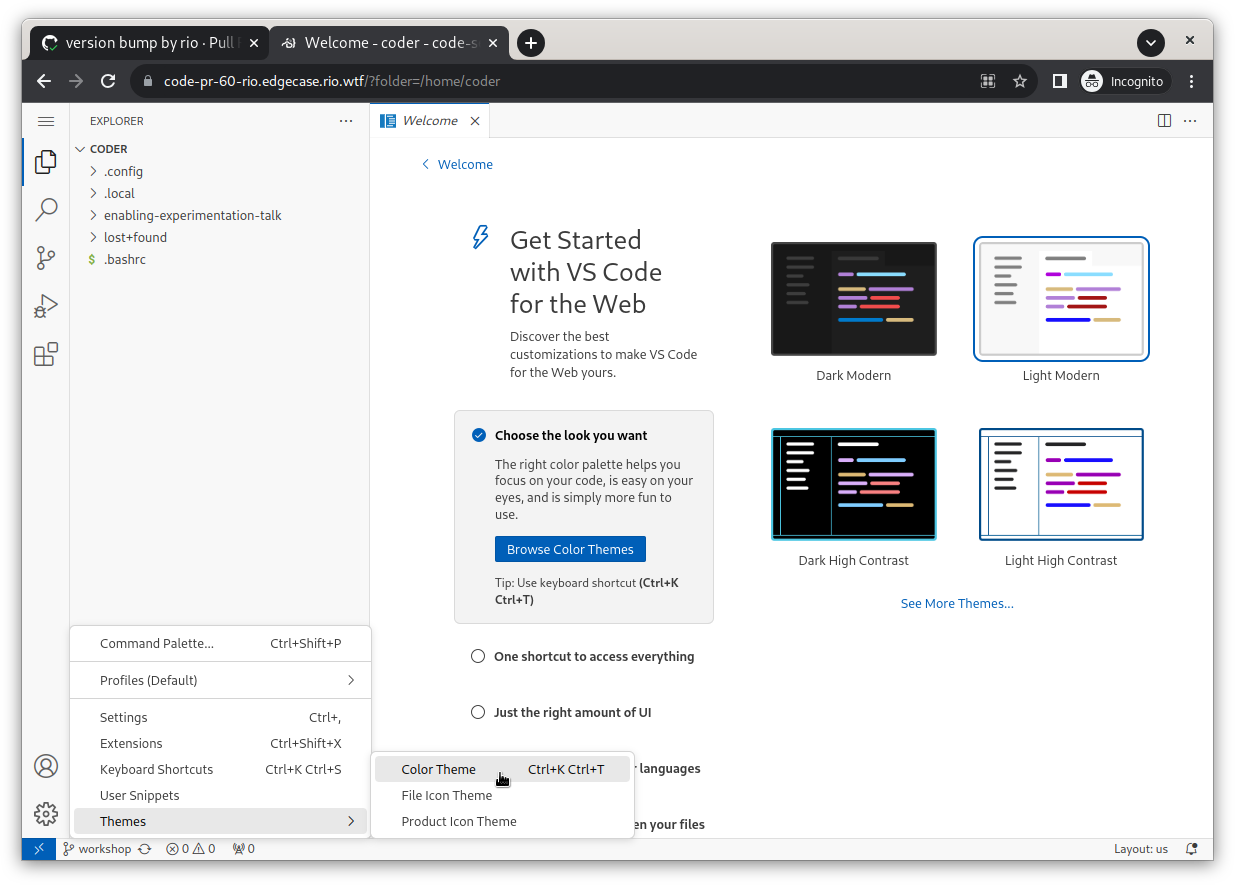 version bump by rio · Pull
Welcome - coder - code-s
code-pr-60-rio.edgecase.rio.wtf/?folder=/home/coder
Incognito
EXPLORER
Welcome
CODER
.config
.local
enabling-experimentation-talk
lost+found
$ .bashrc
Welcome
Get Started
with VS Code
for the Web
Discover the best
customizations to make VS Code
for the Web yours.
Choose the look you want
The right color palette helps you
focus on your code, is easy on your
eyes, and is simply more fun to
use.
Browse Color Themes
Tip: Use keyboard shortcut (Ctrl+K
Ctrl+T)
One shortcut to access everything
Just the right amount of UI
languages
your files
Dark Modern
Light Modern
Dark High Contrast
Light High Contrast
See More Themes...
Command Palette... Ctrl+Shift+P
Profiles (Default)
Settings Ctrl+,
Extensions Ctrl+Shift+X
Keyboard Shortcuts Ctrl+K Ctrl+S
User Snippets
Themes
Color Theme Ctrl+K Ctrl+T
File Icon Theme
Product Icon Theme
workshop 0 0 0
Layout: us